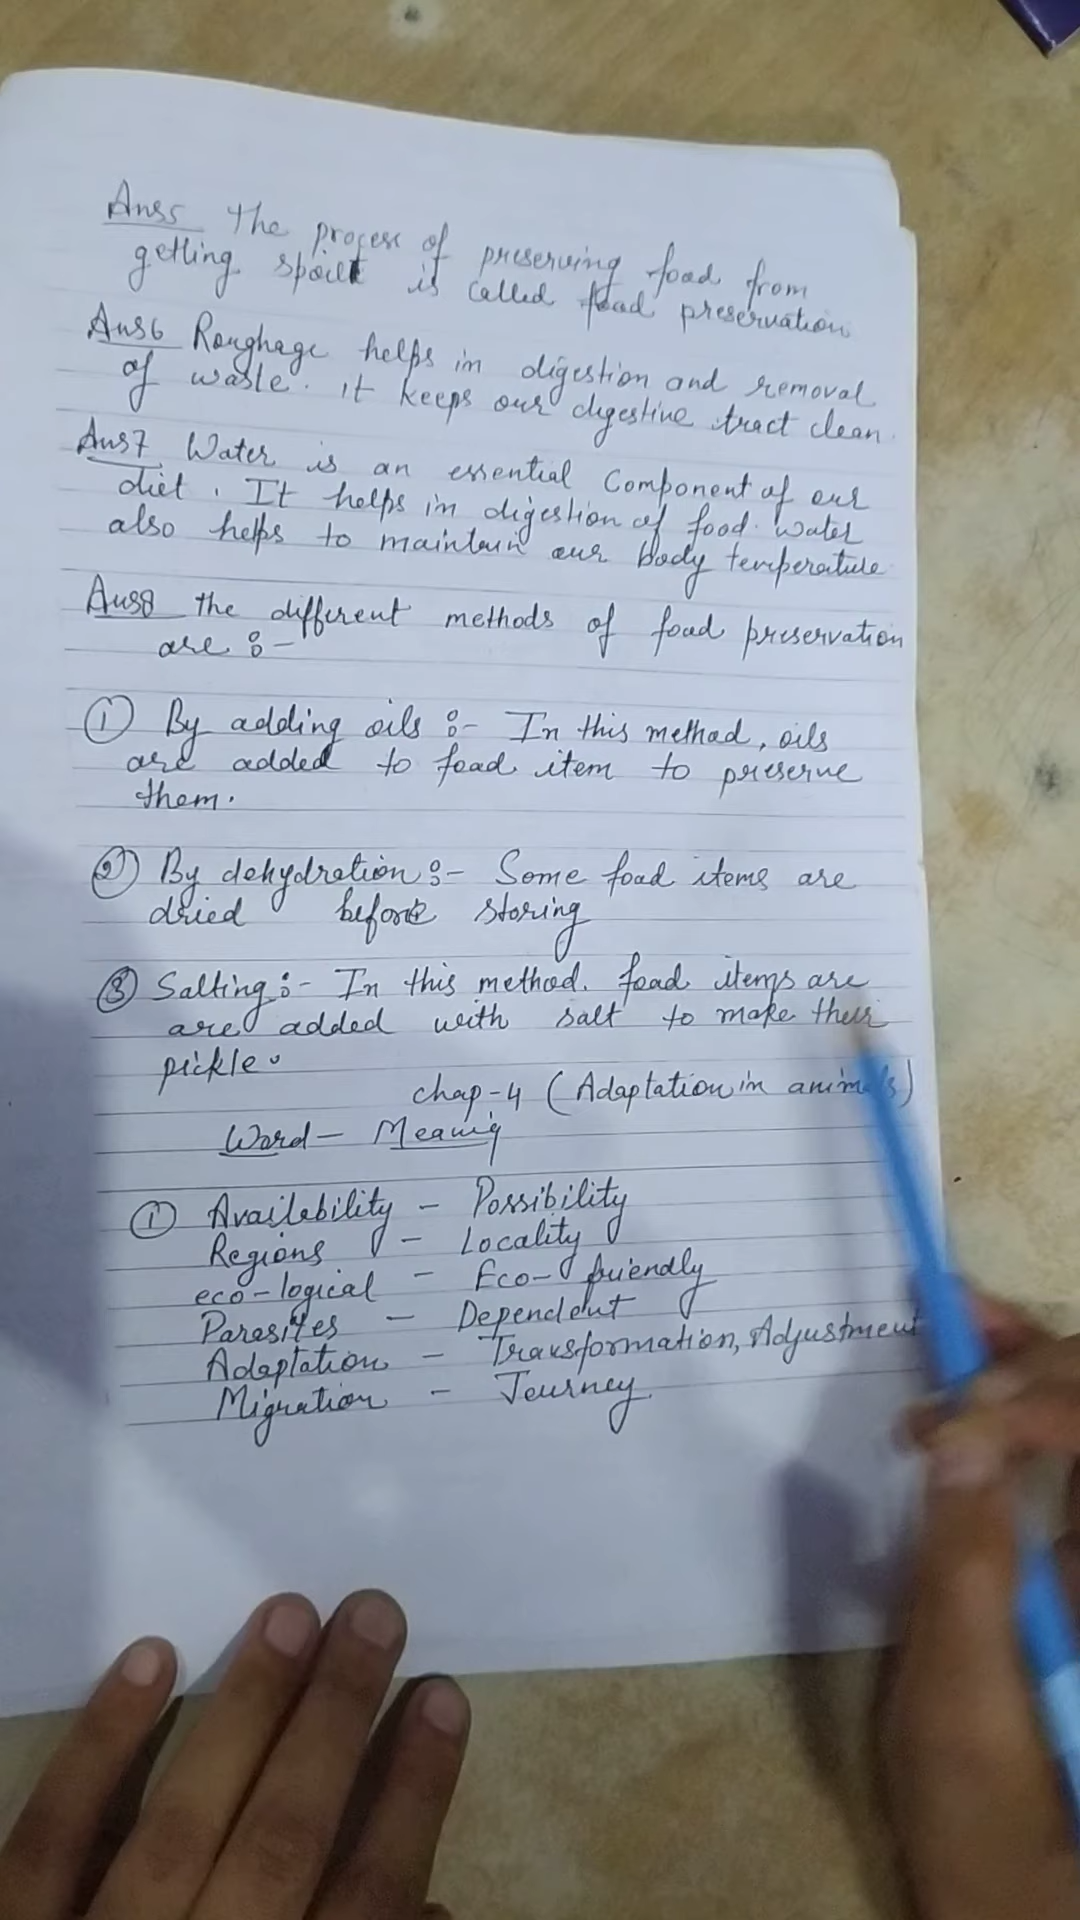 Ans5 The process of preserving food from
getting spoilt is called food preservation
Ans6 Roughage helps in digestion and removal
of waste. it keeps our digestive tract clean.
Ans7 Water is an essential Component of our
diet. It helps in digestion of food. water
also helps to maintain our body temperature
Ans8 the different methods of food preservation
are :-
① By adding oils :- In this method, oils
are added to food item to preserve
them.
② By dehydration :- Some food items are
dried before storing
③ Salting :- In this method. food items are
are added with salt to make their
pickle.
chap-4 (Adaptation in animals)
Word - Meanig
① Availability - Possibility
Regions - Locality
eco-logical - Eco-friendly
Parasites - Dependent
Adaptation - Transformation, Adjustment
Migration - Journey